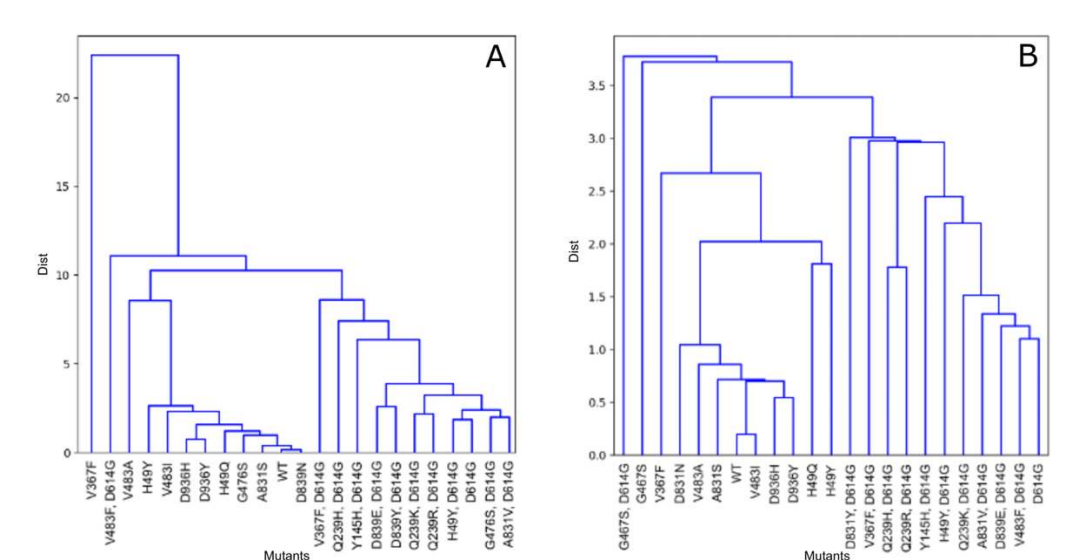 A
20
15
10
5
0
Dist
V367F
V483F, D614G
V483A
H49Y
V483I
D936H
D936Y
H49Q
G476S
A831S
WT
D839N
V367F, D614G
Q239H, D614G
Y145H, D614G
D839E, D614G
D839Y, D614G
Q239K, D614G
Q239R, D614G
H49Y, D614G
D614G
G476S, D614G
A831V, D614G
Mutants
B
3.5
3.0
2.5
2.0
1.5
1.0
0.5
0.0
Dist
G467S, D614G
G467S
V367F
D831N
V483A
A831S
WT
V483I
D936H
D936Y
H49Q
H49Y
D831Y, D614G
V367F, D614G
Q239H, D614G
Q239R, D614G
Y145H, D614G
H49Y, D614G
Q239K, D614G
A831V, D614G
D839E, D614G
V483F, D614G
D614G
Mutants